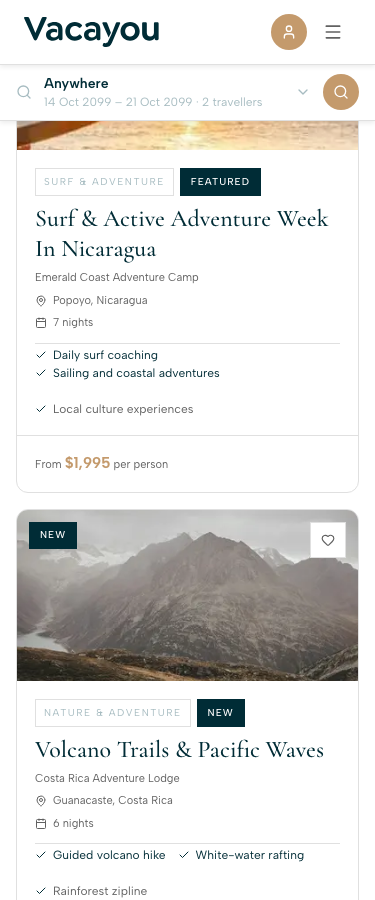 Vacayou
Anywhere
14 Oct 2099 – 21 Oct 2099 · 2 travellers
SURF & ADVENTURE
FEATURED
Surf & Active Adventure Week
In Nicaragua
Emerald Coast Adventure Camp
Popoyo, Nicaragua
7 nights
Daily surf coaching
Sailing and coastal adventures
Local culture experiences
From $1,995 per person
NEW
NATURE & ADVENTURE
NEW
Volcano Trails & Pacific Waves
Costa Rica Adventure Lodge
Guanacaste, Costa Rica
6 nights
Guided volcano hike White-water rafting
Rainforest zipline